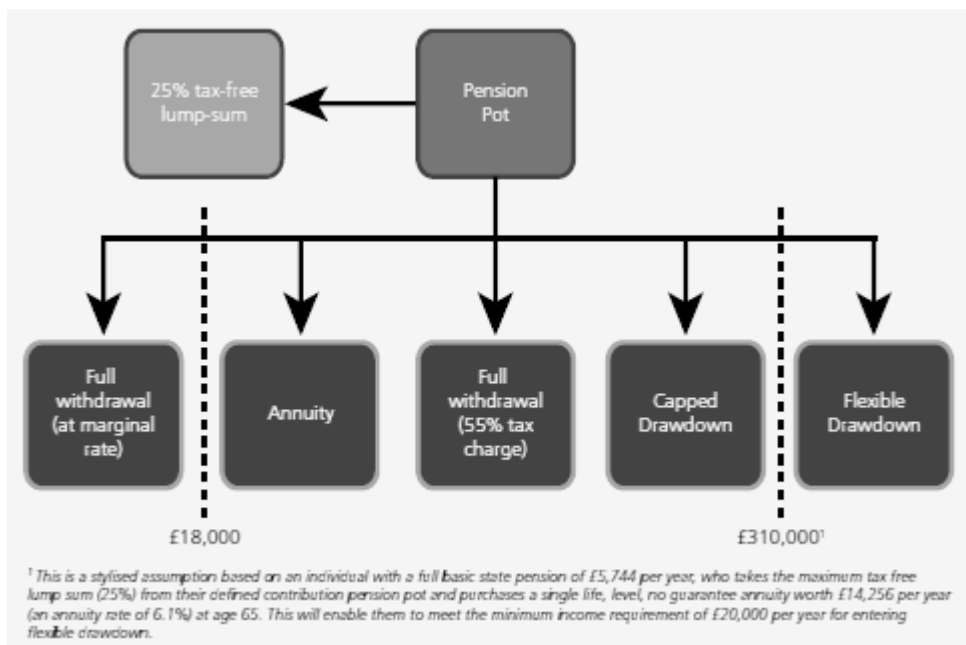 25% tax-free
lump-sum
Pension
Pot
Full
withdrawal
(at marginal
rate)
Annuity
Full
withdrawal
(55% tax
charge)
Capped
Drawdown
Flexible
Drawdown
£18,000
£310,000¹
¹ This is a stylised assumption based on an individual with a full basic state pension of £5,744 per year, who takes the maximum tax free
lump sum (25%) from their defined contribution pension pot and purchases a single life, level, no guarantee annuity worth £14,256 per year
(an annuity rate of 6.1%) at age 65. This will enable them to meet the minimum income requirement of £20,000 per year for entering
flexible drawdown.